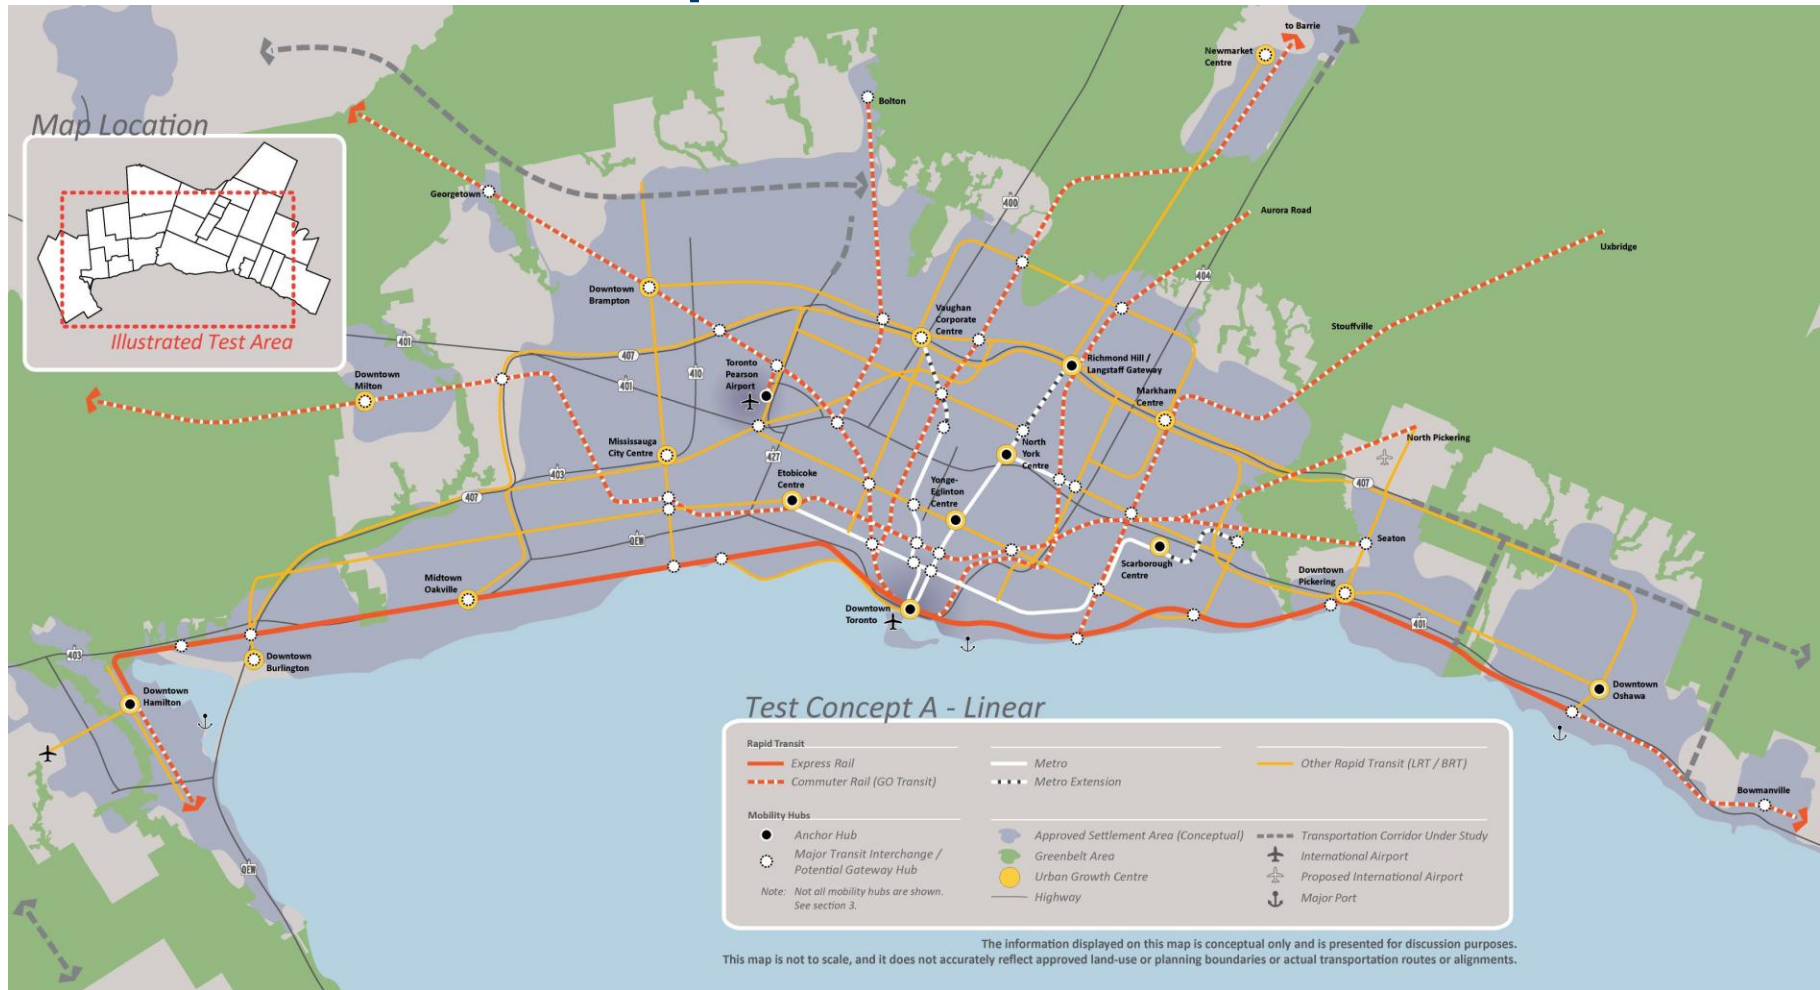 to Barrie
Newmarket
Centre
Bolton
Map Location
Georgetown
400
Aurora Road
Uxbridge
404
Downtown
Brampton
Vaughan
Corporate
Centre
Stouffville
Illustrated Test Area
401
407
Toronto
Pearson
Airport
410
401
Richmond Hill /
Langstaff Gateway
Downtown
Milton
Markham
Centre
North Pickering
Mississauga
City Centre
427
North
York
Centre
403
Etobicoke
Centre
Yonge-
Eglinton
Centre
407
407
QEW
Seaton
Scarborough
Centre
Downtown
Pickering
Midtown
Oakville
Downtown
Toronto
401
403
Downtown
Burlington
Downtown
Hamilton
Downtown
Oshawa
Bowmanville
QEW
Test Concept A - Linear
Rapid Transit
Express Rail
Metro
Other Rapid Transit (LRT / BRT)
Commuter Rail (GO Transit)
Metro Extension
Mobility Hubs
Anchor Hub
Approved Settlement Area (Conceptual)
Transportation Corridor Under Study
Major Transit Interchange /
Potential Gateway Hub
Greenbelt Area
International Airport
Urban Growth Centre
Proposed International Airport
Note: Not all mobility hubs are shown.
See section 3.
Highway
Major Port
The information displayed on this map is conceptual only and is presented for discussion purposes.
This map is not to scale, and it does not accurately reflect approved land-use or planning boundaries or actual transportation routes or alignments.